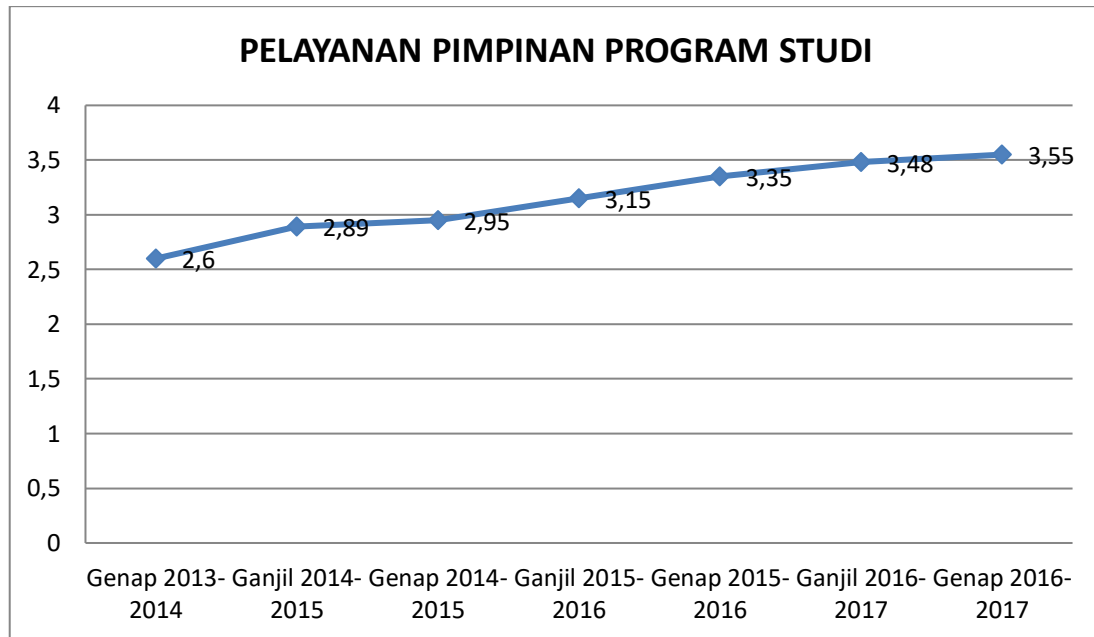 PELAYANAN PIMPINAN PROGRAM STUDI
4
3,5
3
2,5
2
1,5
1
0,5
0
2,6
2,89
2,95
3,15
3,35
3,48
3,55
Genap 2013-
2014
Ganjil 2014-
2015
Genap 2014-
2015
Ganjil 2015-
2016
Genap 2015-
2016
Ganjil 2016-
2017
Genap 2016-
2017